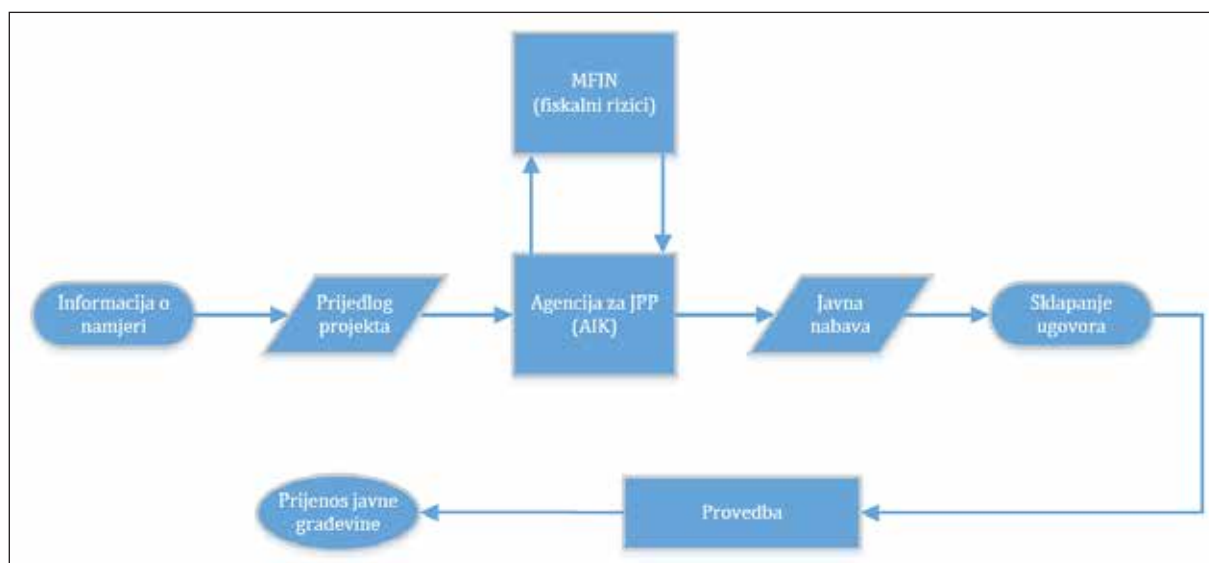 MFIN
(fiskalni rizici)
Informacija o
namjeri
Prijedlog
projekta
Agencija za JPP
(AIK)
Javna
nabava
Sklapanje
ugovora
Prijenos javne
građevine
Provedba